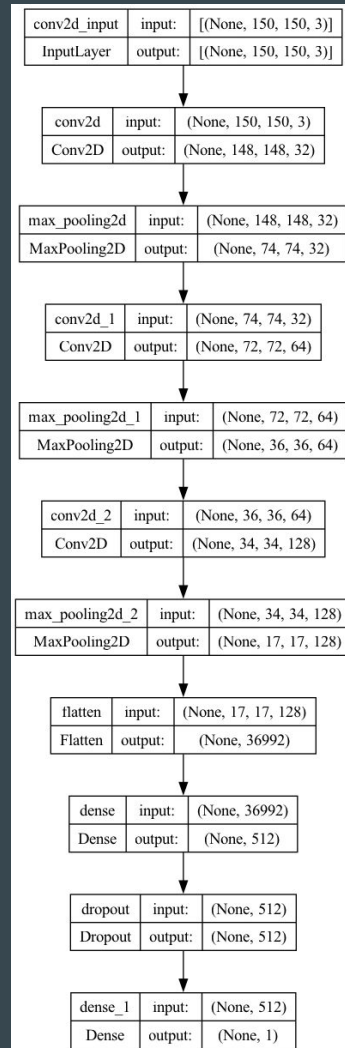 conv2d_input input: [(None, 150, 150, 3)]
InputLayer output: [(None, 150, 150, 3)]
conv2d input: (None, 150, 150, 3)
Conv2D output: (None, 148, 148, 32)
max_pooling2d input: (None, 148, 148, 32)
MaxPooling2D output: (None, 74, 74, 32)
conv2d_1 input: (None, 74, 74, 32)
Conv2D output: (None, 72, 72, 64)
max_pooling2d_1 input: (None, 72, 72, 64)
MaxPooling2D output: (None, 36, 36, 64)
conv2d_2 input: (None, 36, 36, 64)
Conv2D output: (None, 34, 34, 128)
max_pooling2d_2 input: (None, 34, 34, 128)
MaxPooling2D output: (None, 17, 17, 128)
flatten input: (None, 17, 17, 128)
Flatten output: (None, 36992)
dense input: (None, 36992)
Dense output: (None, 512)
dropout input: (None, 512)
Dropout output: (None, 512)
dense_1 input: (None, 512)
Dense output: (None, 1)